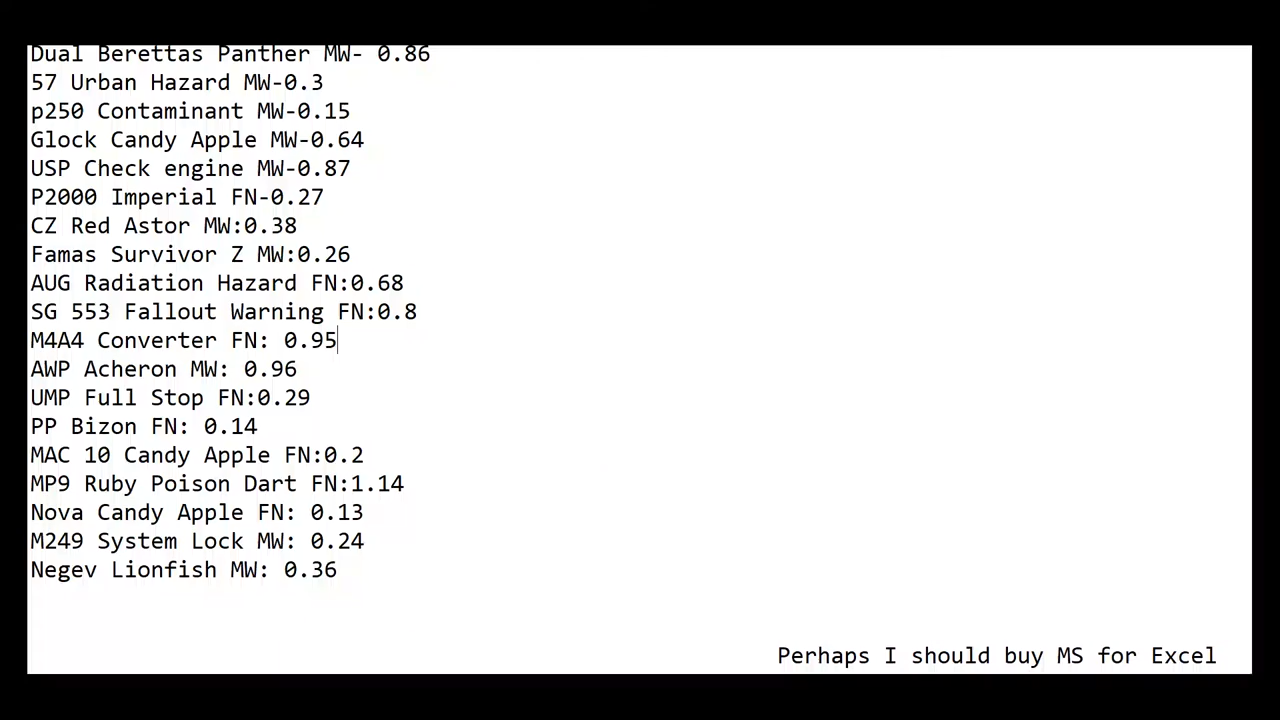 Dual Berettas Panther MW- 0.86
57 Urban Hazard MW-0.3
p250 Contaminant MW-0.15
Glock Candy Apple MW-0.64
USP Check engine MW-0.87
P2000 Imperial FN-0.27
CZ Red Astor MW:0.38
Famas Survivor Z MW:0.26
AUG Radiation Hazard FN:0.68
SG 553 Fallout Warning FN:0.8
M4A4 Converter FN: 0.95
AWP Acheron MW: 0.96
UMP Full Stop FN:0.29
PP Bizon FN: 0.14
MAC 10 Candy Apple FN:0.2
MP9 Ruby Poison Dart FN:1.14
Nova Candy Apple FN: 0.13
M249 System Lock MW: 0.24
Negev Lionfish MW: 0.36
Perhaps I should buy MS for Excel